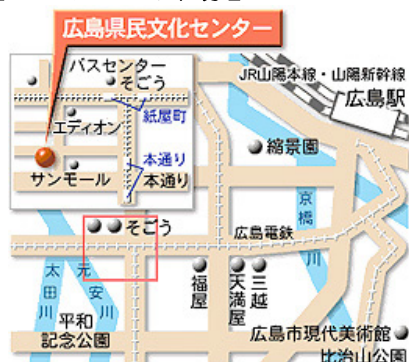 広島県民文化センター
バスセンター
そごう
紙屋町
エディオン
本通り
サンモール
本通り
JR山陽本線・山陽新幹線
広島駅
縮景園
京橋川
そごう
広島電鉄
太田川
元安川
平和
記念公園
福屋
天満屋
三越
広島市現代美術館
比治山公園